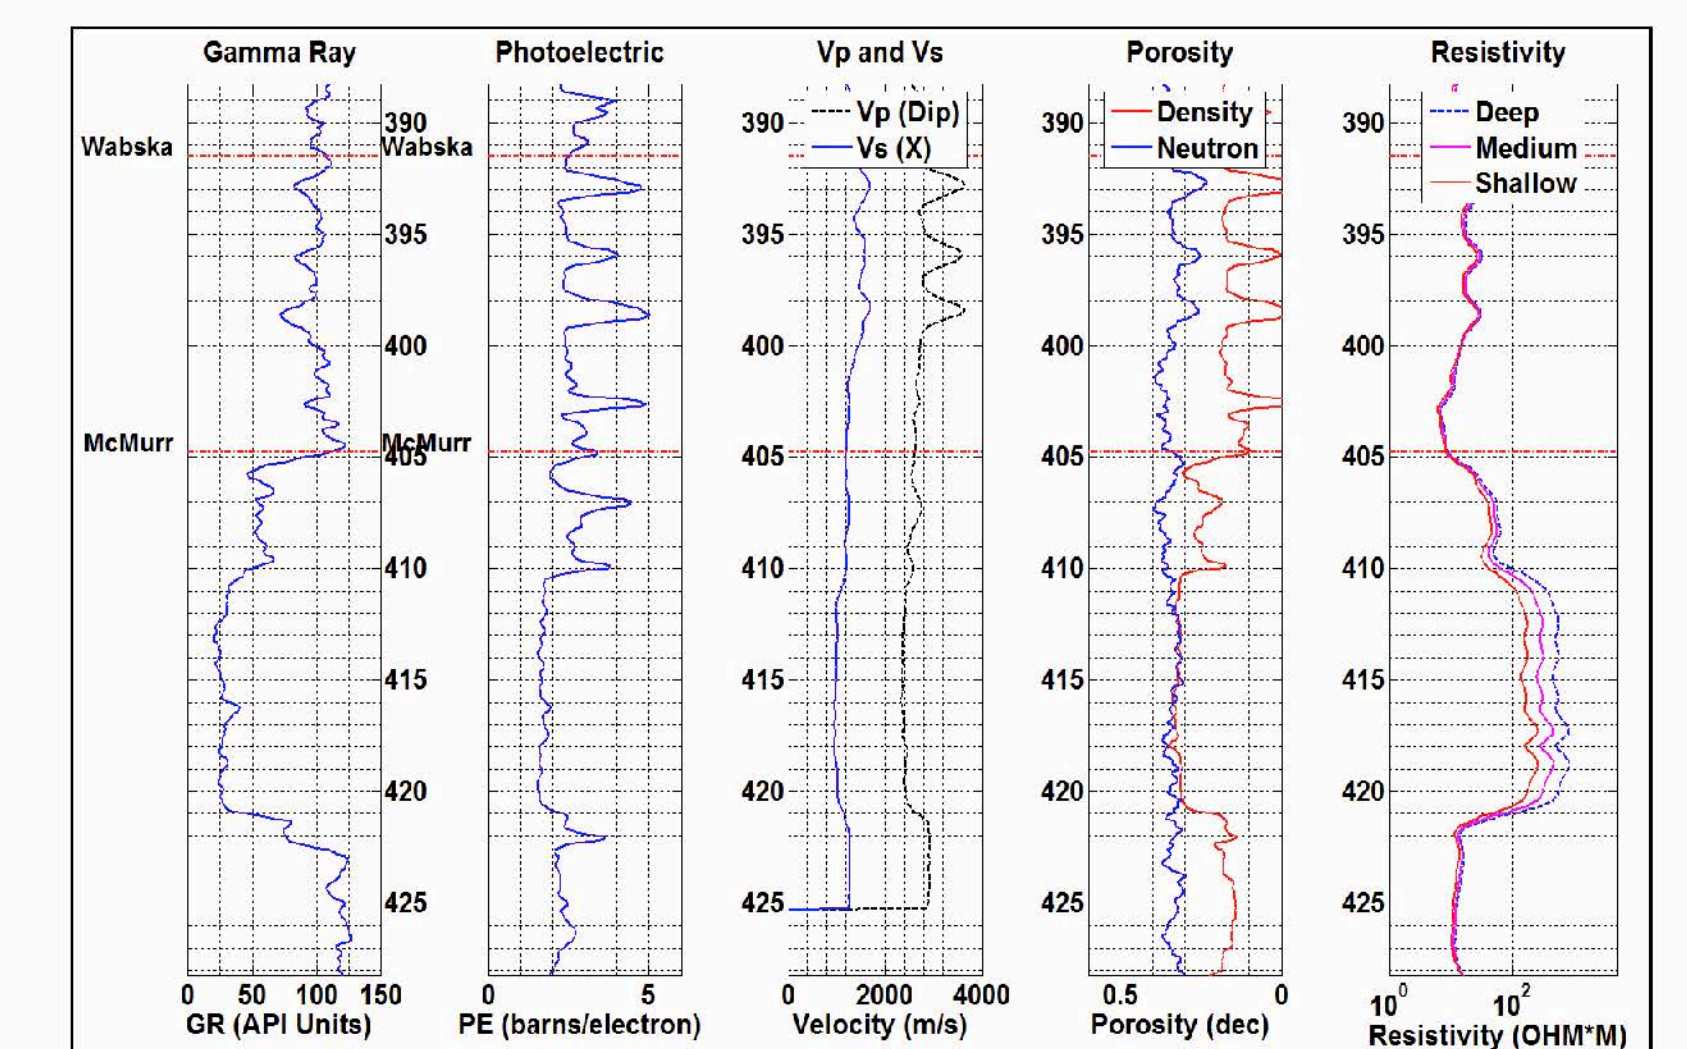 Gamma Ray
Photoelectric
Vp and Vs
Porosity
Resistivity
390
Wabska
Wabska
395
400
McMurr
McMurr
405
410
415
420
425
0 50 100 150
GR (API Units)
0 5
PE (barns/electron)
Vp (Dip)
Vs (X)
390
395
400
405
410
415
420
425
0 2000 4000
Velocity (m/s)
Density
Neutron
390
395
400
405
410
415
420
425
0.5 0
Porosity (dec)
Deep
Medium
Shallow
390
395
400
405
410
415
420
425
10^0 10^2
Resistivity (OHM*M)